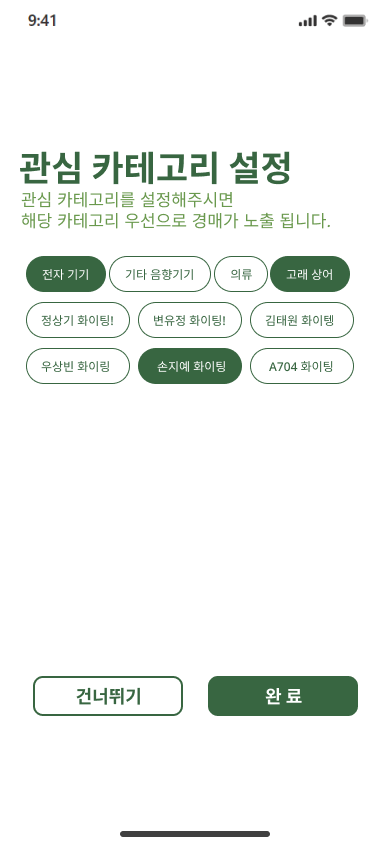 9:41
관심 카테고리 설정
관심 카테고리를 설정해주시면
해당 카테고리 우선으로 경매가 노출 됩니다.
전자 기기 기타 음향기기 의류 고래 상어
정상기 화이팅! 변유정 화이팅! 김태원 화이텡
우상빈 화이링 손지예 화이팅 A704 화이팅
건너뛰기 완 료